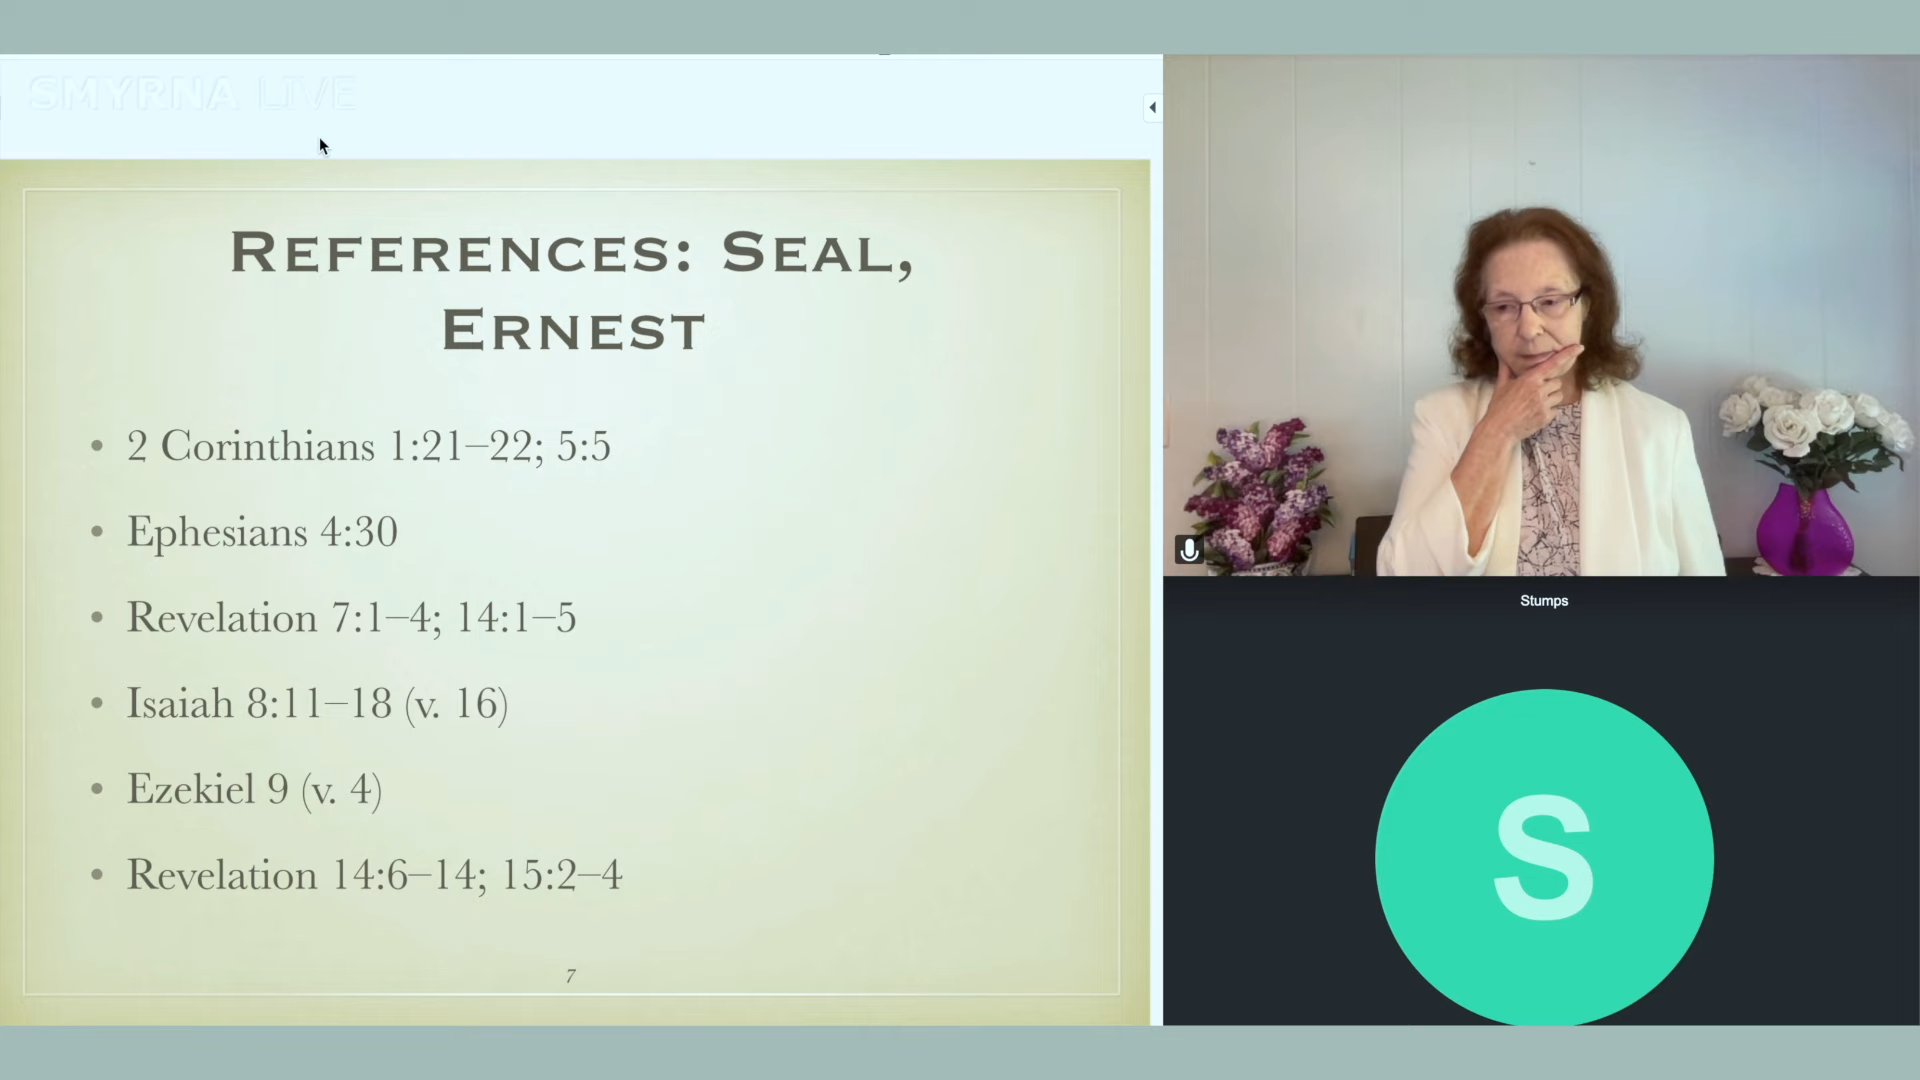 SMYRNA LIVE
References: Seal,
Ernest
• 2 Corinthians 1:21–22; 5:5
• Ephesians 4:30
• Revelation 7:1–4; 14:1–5
• Isaiah 8:11–18 (v. 16)
• Ezekiel 9 (v. 4)
• Revelation 14:6–14; 15:2–4
7
Stumps
S